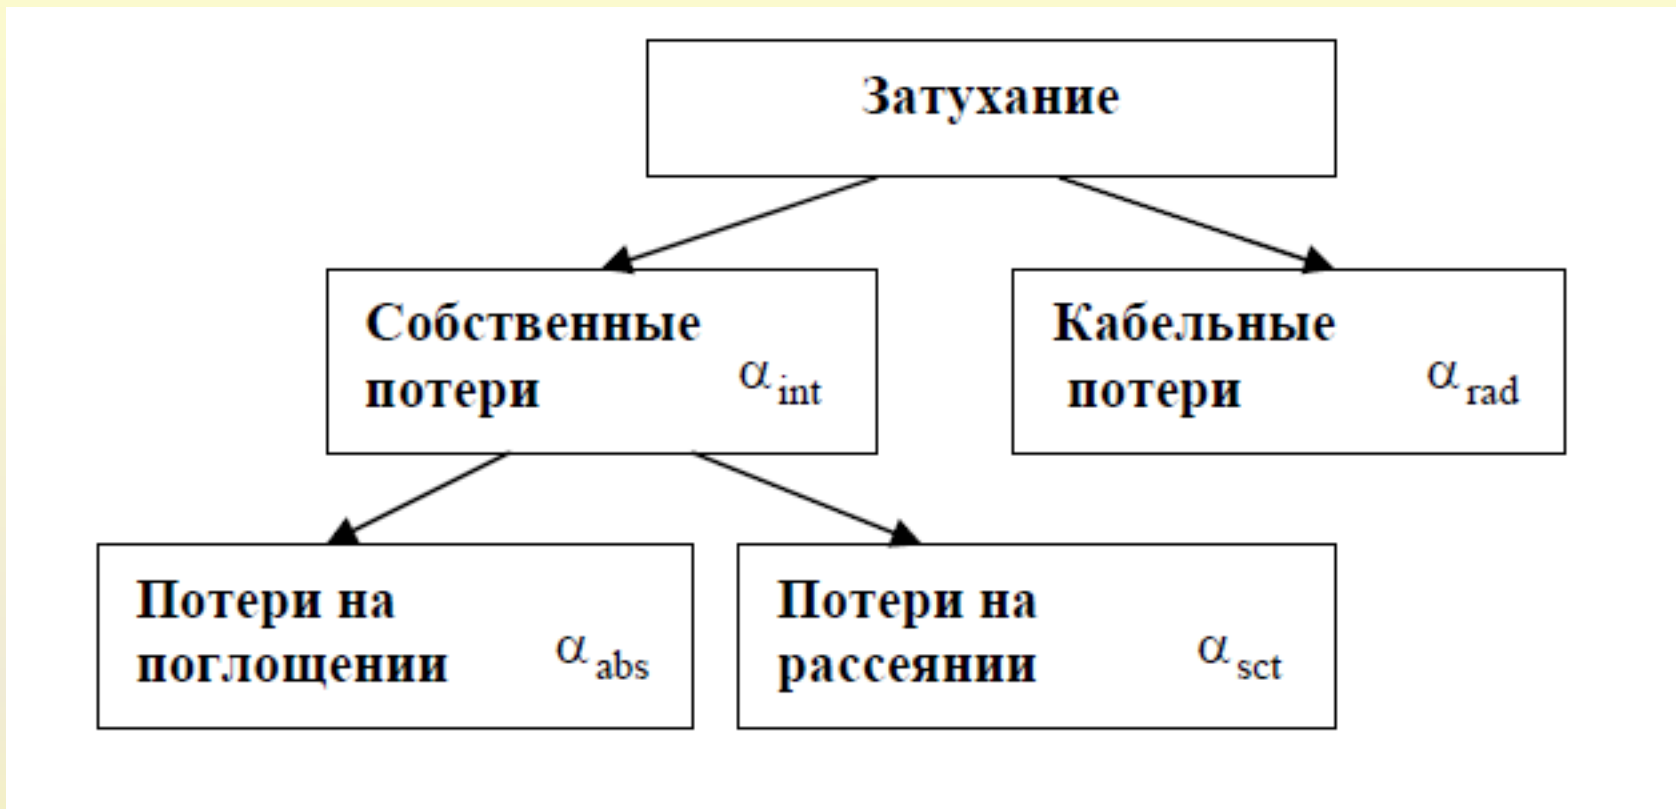 Затухание
Собственные
потери α int
Кабельные
потери α rad
Потери на
поглощении α abs
Потери на
рассеянии α sct